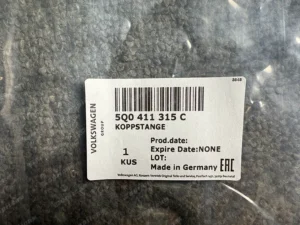 VOLKSWAGEN
GROUP
5Q0 411 315 C
KOPPSTANGE
1
KUS
Prod.date:
Expire Date:NONE
LOT:
Made in Germany
EAC